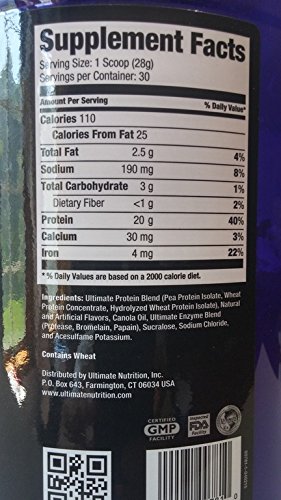 Supplement Facts
Serving Size: 1 Scoop (28g)
Servings per Container: 30
Amount Per Serving % Daily Value*
Calories 110
Calories From Fat 25
Total Fat 2.5 g 4%
Sodium 190 mg 8%
Total Carbohydrate 3 g 1%
Dietary Fiber <1 g 2%
Protein 20 g 40%
Calcium 30 mg 3%
Iron 4 mg 22%
* % Daily Values are based on a 2000 calorie diet.
Ingredients: Ultimate Protein Blend (Pea Protein Isolate, Wheat
Protein Concentrate, Hydrolyzed Wheat Protein Isolate), Natural
and Artificial Flavors, Canola Oil, Ultimate Enzyme Blend
(Protease, Bromelain, Papain), Sucralose, Sodium Chloride,
and Acesulfame Potassium.
Contains Wheat
Distributed by Ultimate Nutrition, Inc.
P.O. Box 643, Farmington, CT 06034 USA
www.ultimatenutrition.com
CERTIFIED
GMP
FACILITY
Inspected
FDA
Facility